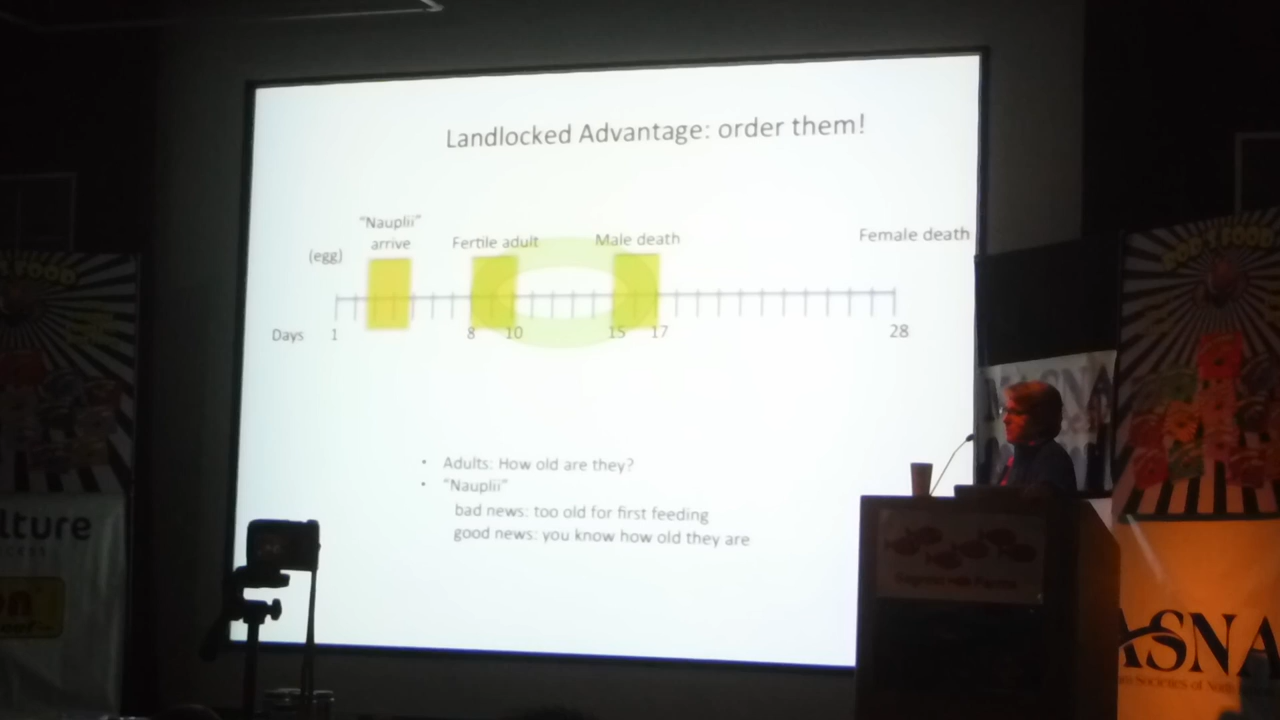 Landlocked Advantage: order them!
"Nauplii"
arrive
(egg)
Fertile adult
Male death
Female death
Days 1 8 10 15 17 28
• Adults: How old are they?
• "Nauplii"
bad news: too old for first feeding
good news: you know how old they are
lture
MASNA
ASNA